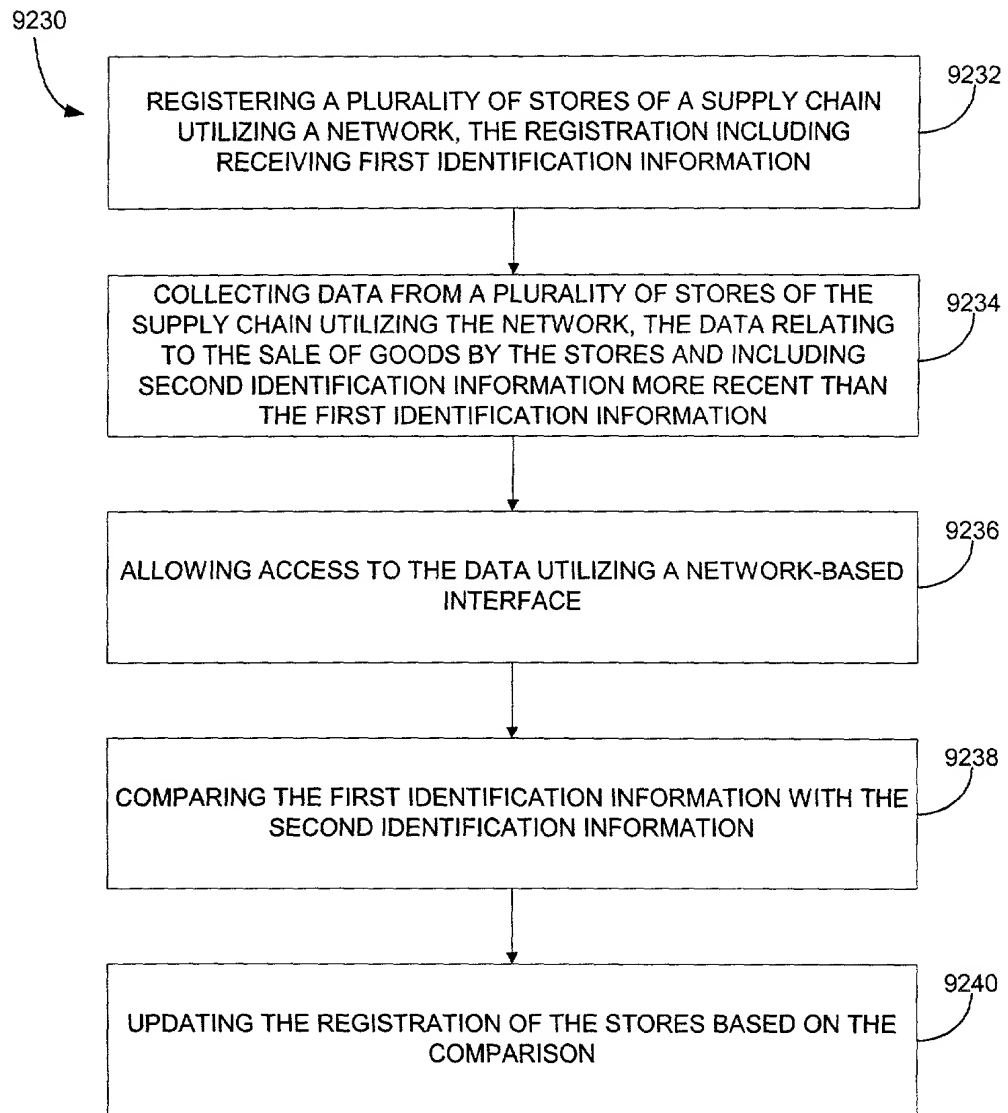 9230
9232
REGISTERING A PLURALITY OF STORES OF A SUPPLY CHAIN
UTILIZING A NETWORK, THE REGISTRATION INCLUDING
RECEIVING FIRST IDENTIFICATION INFORMATION
9234
COLLECTING DATA FROM A PLURALITY OF STORES OF THE
SUPPLY CHAIN UTILIZING THE NETWORK, THE DATA RELATING
TO THE SALE OF GOODS BY THE STORES AND INCLUDING
SECOND IDENTIFICATION INFORMATION MORE RECENT THAN
THE FIRST IDENTIFICATION INFORMATION
9236
ALLOWING ACCESS TO THE DATA UTILIZING A NETWORK-BASED
INTERFACE
9238
COMPARING THE FIRST IDENTIFICATION INFORMATION WITH THE
SECOND IDENTIFICATION INFORMATION
9240
UPDATING THE REGISTRATION OF THE STORES BASED ON THE
COMPARISON